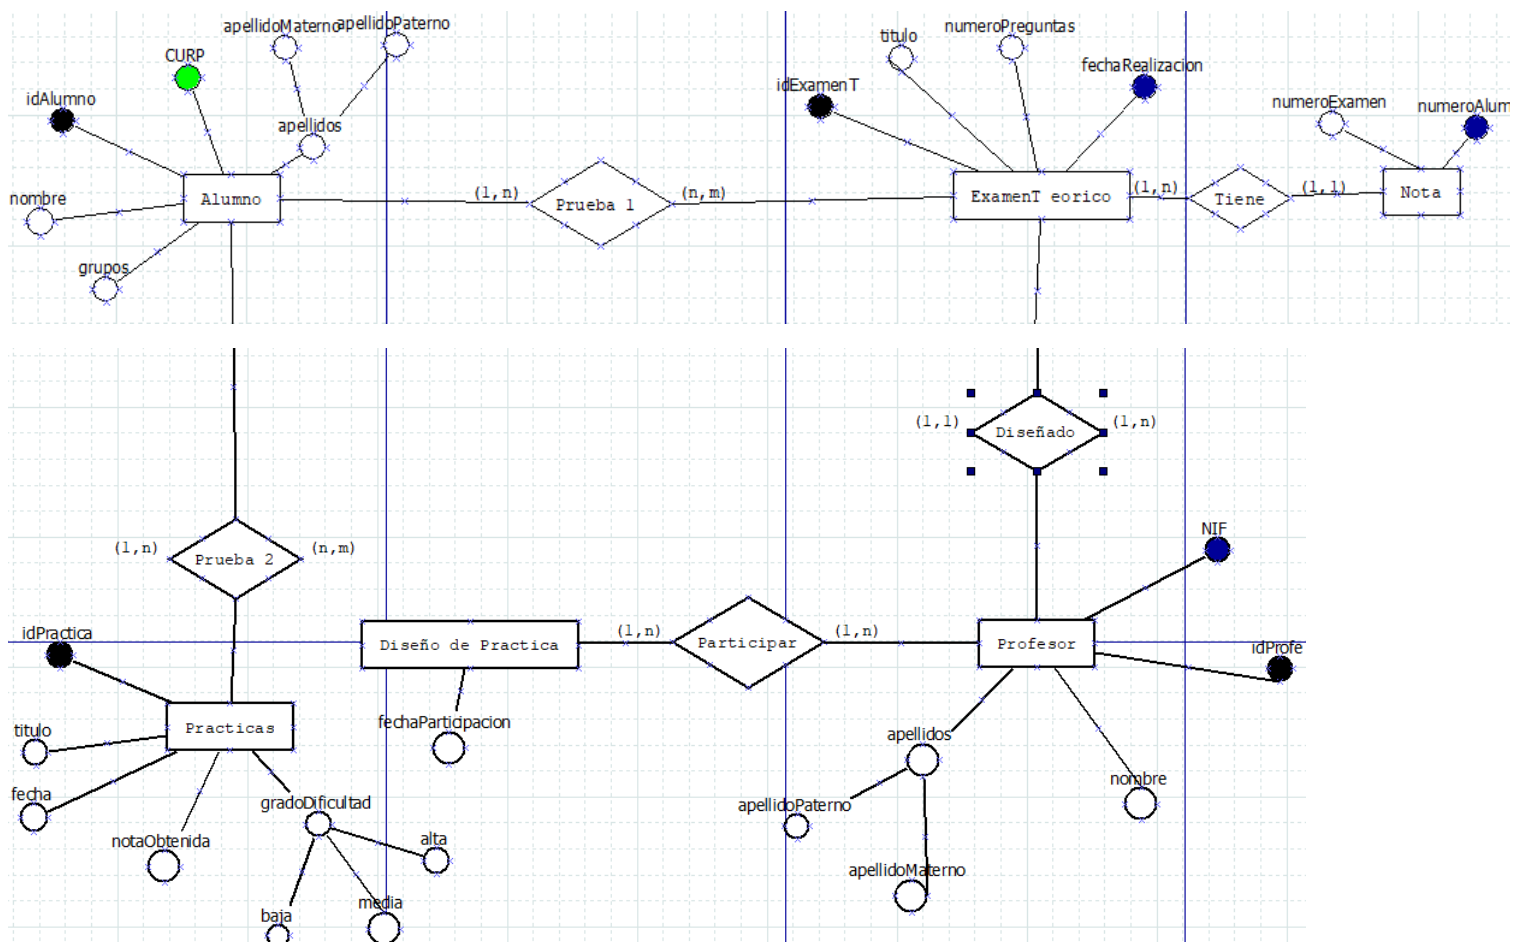 apellidoMaterno
apellidoPaterno
CURP
idAlumno
apellidos
nombre
Alumno
grupos
(1,n)
Prueba 1
(n,m)
titulo
numeroPreguntas
fechaRealizacion
idExamenT
ExamenT eorico
(1,n)
Tiene
(1,1)
numeroExamen
numeroAlum
Nota
(1,1)
Diseñado
(1,n)
(1,n)
Prueba 2
(n,m)
NIF
idPractica
Diseño de Practica
(1,n)
Participar
(1,n)
Profesor
idProfe
Practicas
titulo
fechaParticipacion
apellidos
fecha
gradoDificultad
nombre
apellidoPaterno
notaObtenida
alta
apellidoMaterno
baja
media